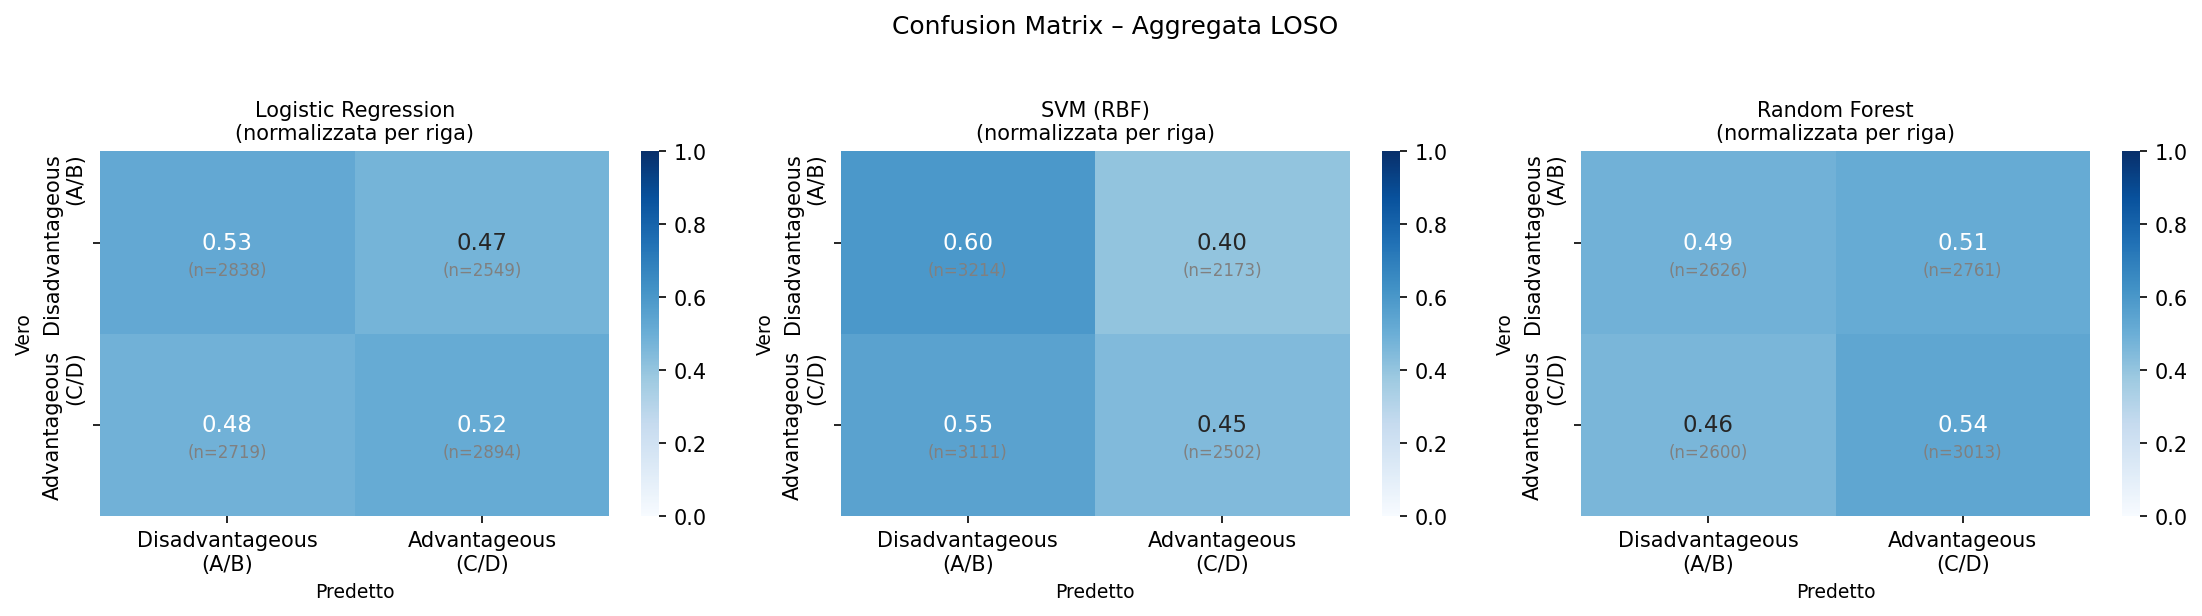 Confusion Matrix – Aggregata LOSO
Logistic Regression
(normalizzata per riga)
Vero
Disadvantageous
(A/B)
Advantageous
(C/D)
0.53
(n=2838)
0.47
(n=2549)
0.48
(n=2719)
0.52
(n=2894)
Disadvantageous
(A/B)
Advantageous
(C/D)
Predetto
1.0
0.8
0.6
0.4
0.2
0.0
SVM (RBF)
(normalizzata per riga)
Vero
Disadvantageous
(A/B)
Advantageous
(C/D)
0.60
(n=3214)
0.40
(n=2173)
0.55
(n=3111)
0.45
(n=2502)
Disadvantageous
(A/B)
Advantageous
(C/D)
Predetto
1.0
0.8
0.6
0.4
0.2
0.0
Random Forest
(normalizzata per riga)
Vero
Disadvantageous
(A/B)
Advantageous
(C/D)
0.49
(n=2626)
0.51
(n=2761)
0.46
(n=2600)
0.54
(n=3013)
Disadvantageous
(A/B)
Advantageous
(C/D)
Predetto
1.0
0.8
0.6
0.4
0.2
0.0